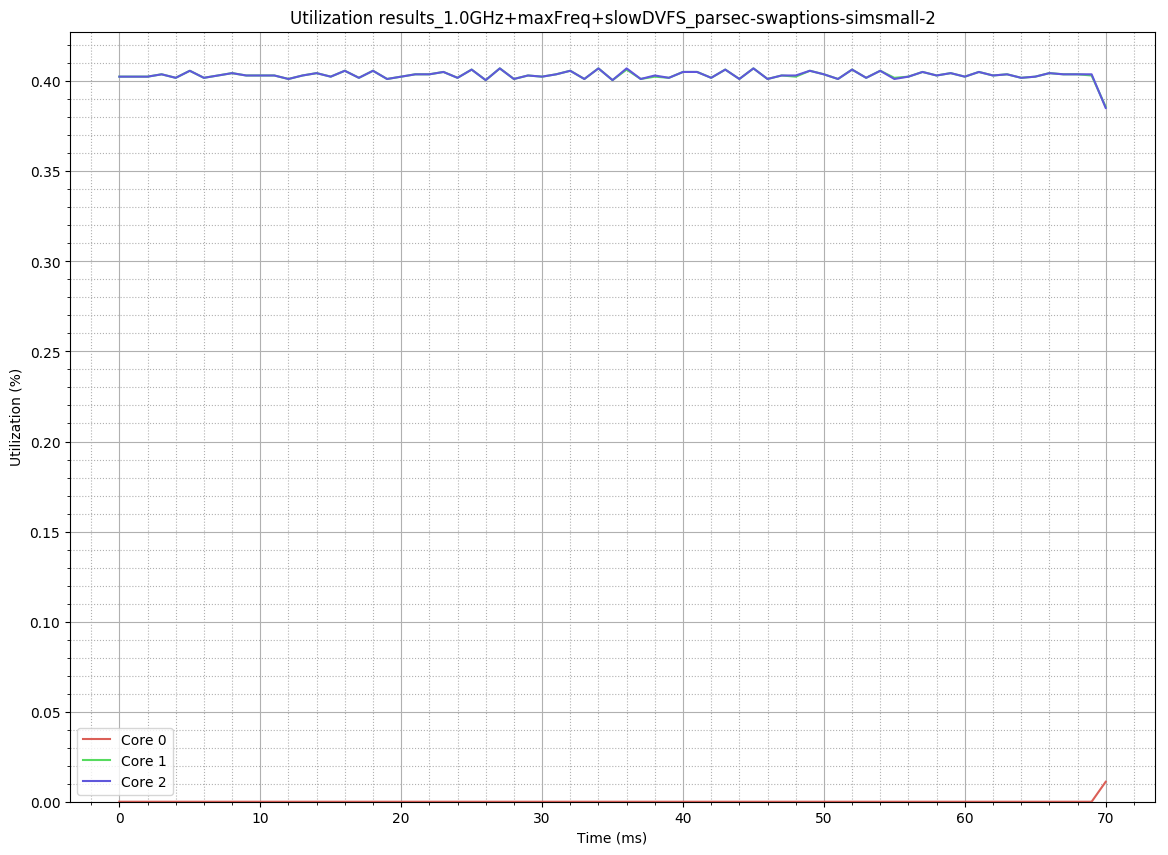 Utilization results_1.0GHz+maxFreq+slowDVFS_parsec-swaptions-simsmall-2
0.40
0.35
0.30
0.25
0.20
0.15
0.10
0.05
0.00
Utilization (%)
Core 0
Core 1
Core 2
0 10 20 30 40 50 60 70
Time (ms)